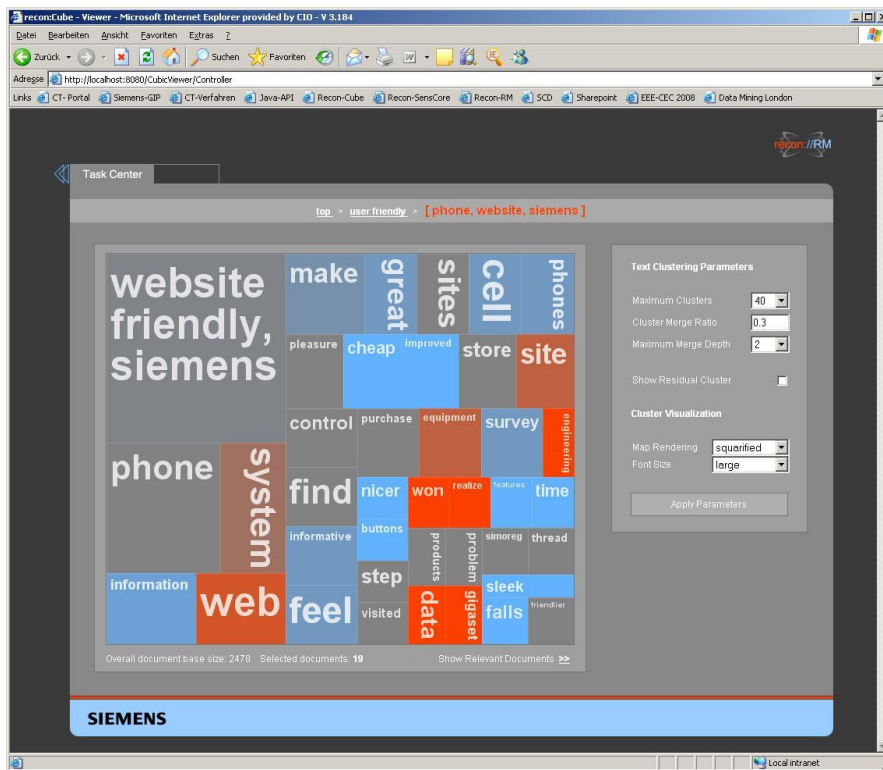 recon:Cube - Viewer - Microsoft Internet Explorer provided by CIO - V 3.184
Datei Bearbeiten Ansicht Favoriten Extras ?
Zurück Suchen Favoriten
Adresse http://localhost:8080/CubicViewer/Controller
Links CT- Portal Siemens-GIP CT-Verfahren Java-API Recon-Cube Recon-SensCore Recon-RM SCD Sharepoint EEE-CEC 2008 Data Mining London
recon://RM
Task Center
top > user friendly > [ phone, website, siemens ]
website
friendly,
siemens
make
great
sites
cell
phones
pleasure
cheap
improved
store
site
control
purchase
equipment
survey
engineering
phone
system
find
nicer
won
realize
features
time
buttons
informative
products
problem
simoreg
thread
step
information
web
feel
visited
data
gigaset
sleek
falls
friendlier
Overall document base size: 2478 Selected documents: 19 Show Relevant Documents >>
Text Clustering Parameters
Maximum Clusters 40
Cluster Merge Ratio 0.3
Maximum Merge Depth 2
Show Residual Cluster
Cluster Visualization
Map Rendering squarified
Font Size large
Apply Parameters
SIEMENS
Local intranet